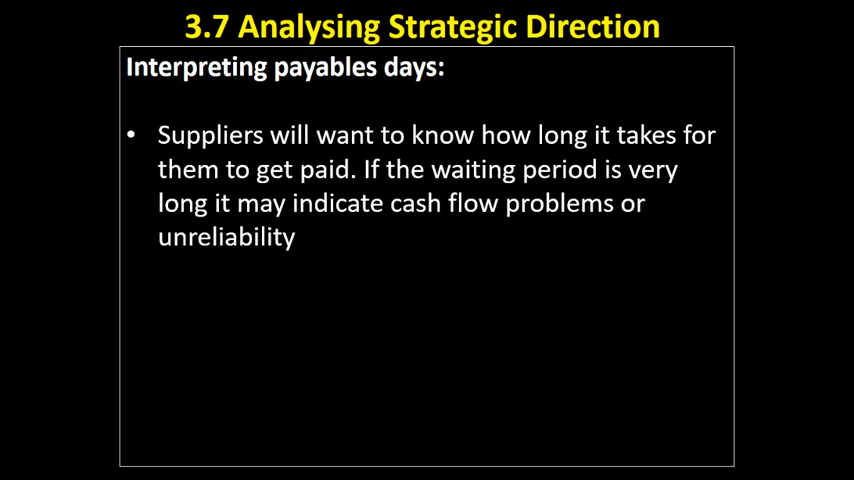 3.7 Analysing Strategic Direction
Interpreting payables days:
• Suppliers will want to know how long it takes for
them to get paid. If the waiting period is very
long it may indicate cash flow problems or
unreliability